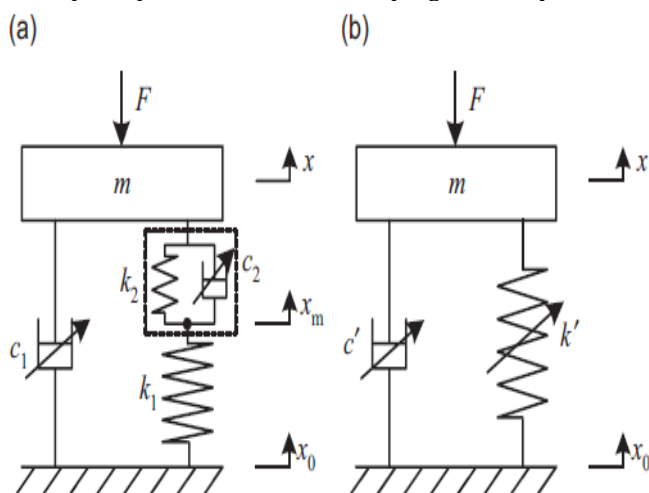 (a)
(b)
F
F
m
x
m
x
k₂
c₂
xₘ
c₁
k₁
c′
k′
x₀
x₀